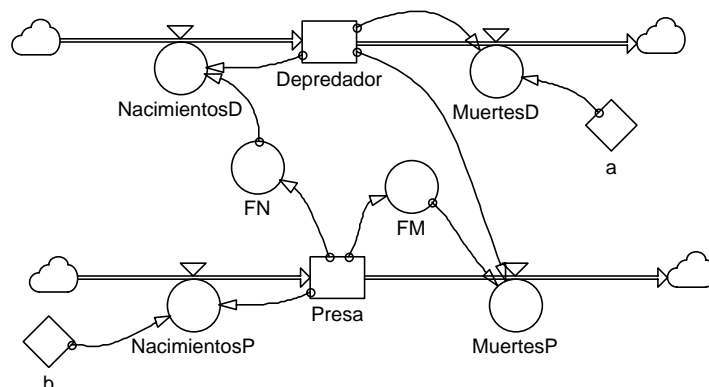 Depredador
NacimientosD
MuertesD
a
FN
FM
Presa
NacimientosP
MuertesP
b